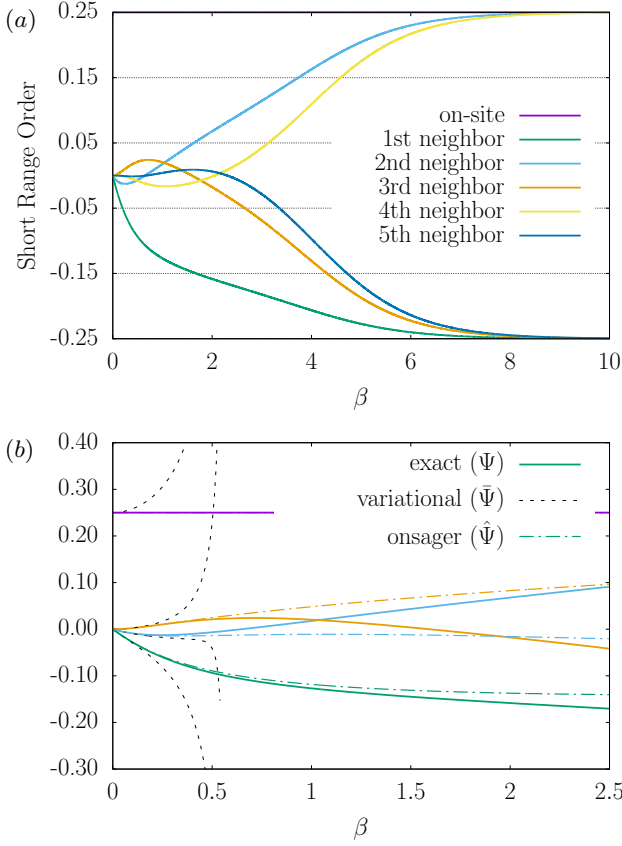 (a)
0.25
0.15
0.05
-0.05
-0.15
-0.25
Short Range Order
on-site
1st neighbor
2nd neighbor
3rd neighbor
4th neighbor
5th neighbor
0 2 4 6 8 10
β
(b)
0.40
0.30
0.20
0.10
0.00
-0.10
-0.20
-0.30
exact (Ψ)
variational (Ψ̄)
onsager (Ψ̂)
0 0.5 1 1.5 2 2.5
β